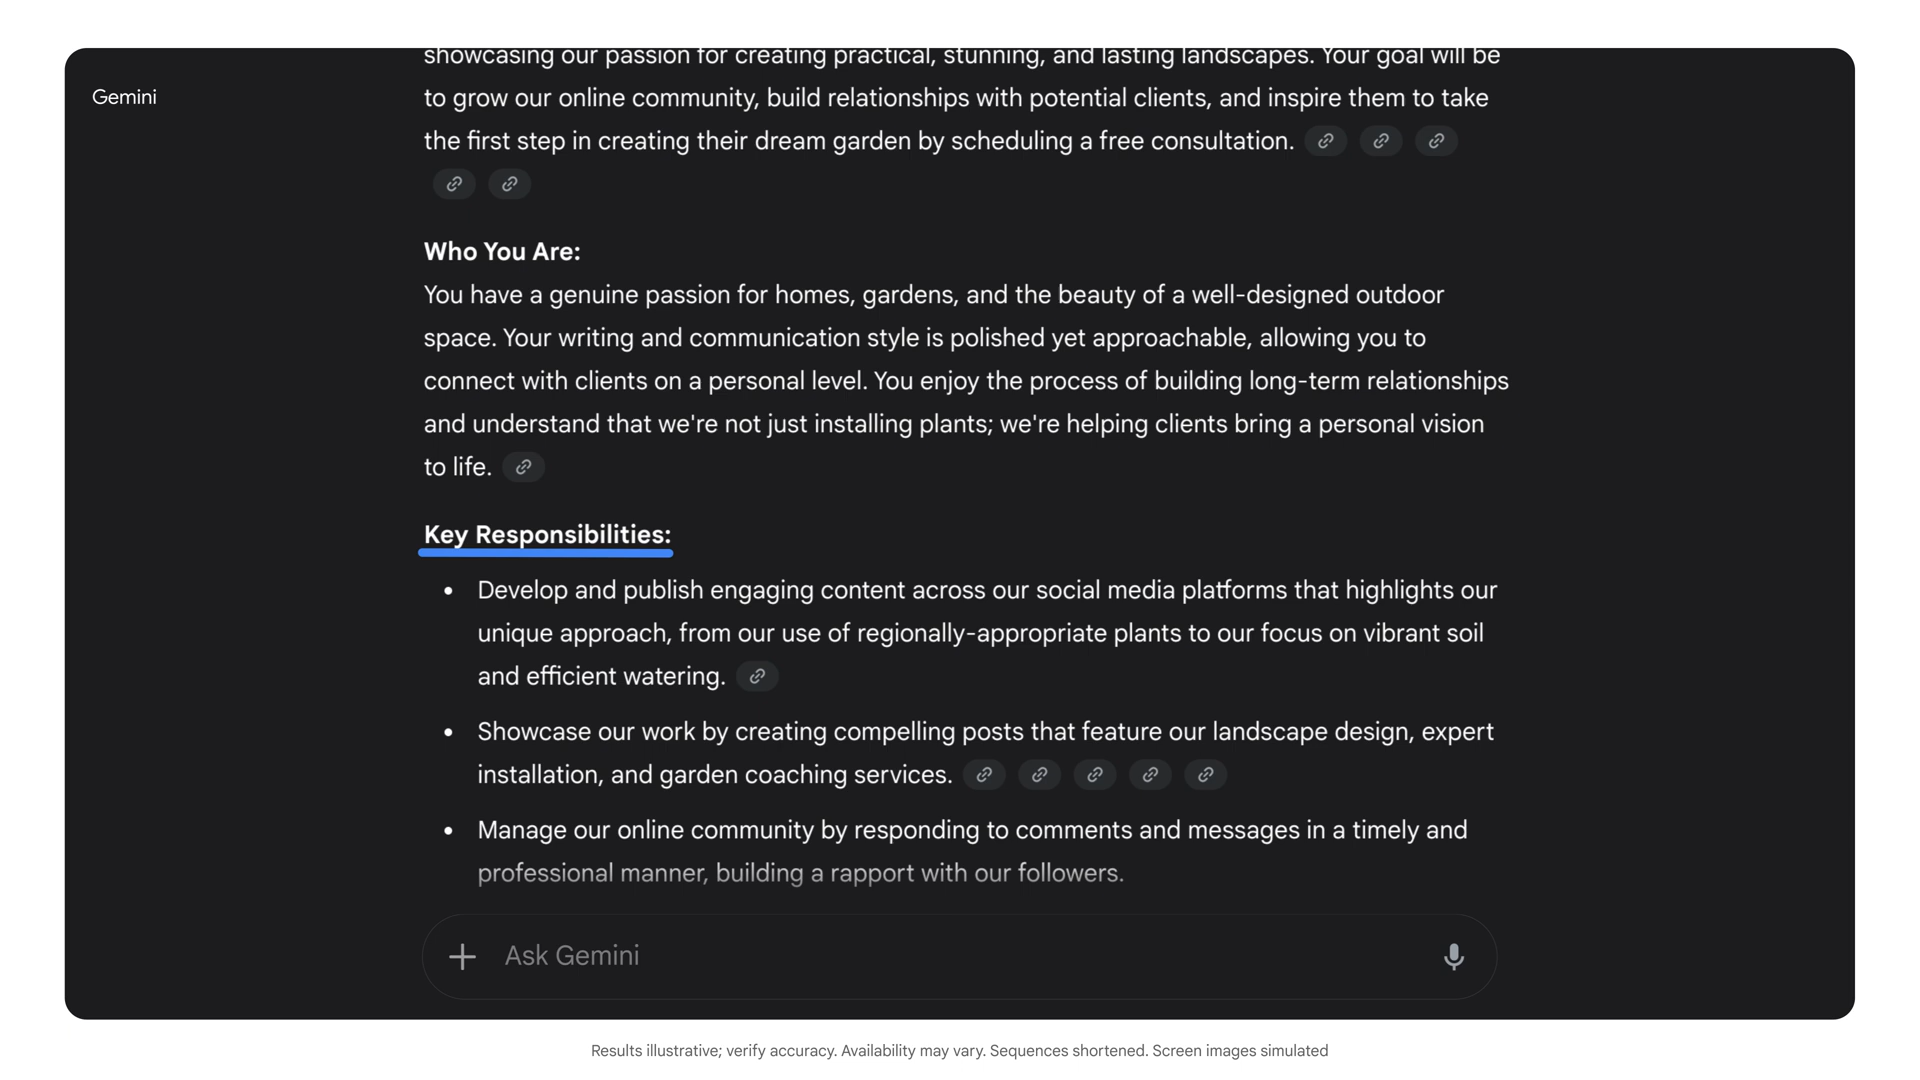 Gemini
showcasing our passion for creating practical, stunning, and lasting landscapes. Your goal will be
to grow our online community, build relationships with potential clients, and inspire them to take
the first step in creating their dream garden by scheduling a free consultation.
Who You Are:
You have a genuine passion for homes, gardens, and the beauty of a well-designed outdoor
space. Your writing and communication style is polished yet approachable, allowing you to
connect with clients on a personal level. You enjoy the process of building long-term relationships
and understand that we're not just installing plants; we're helping clients bring a personal vision
to life.
Key Responsibilities:
• Develop and publish engaging content across our social media platforms that highlights our
unique approach, from our use of regionally-appropriate plants to our focus on vibrant soil
and efficient watering.
• Showcase our work by creating compelling posts that feature our landscape design, expert
installation, and garden coaching services.
• Manage our online community by responding to comments and messages in a timely and
professional manner, building a rapport with our followers.
Ask Gemini
Results illustrative; verify accuracy. Availability may vary. Sequences shortened. Screen images simulated